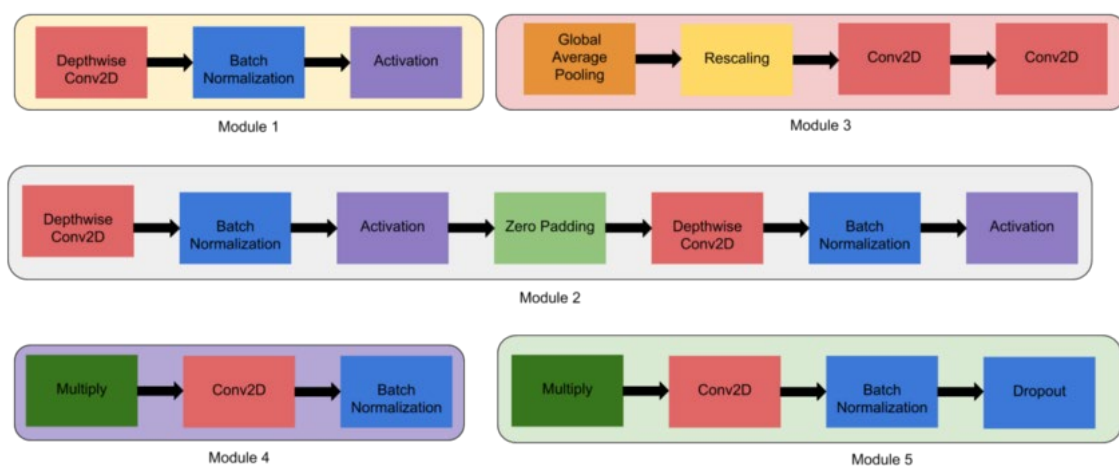 Depthwise
Conv2D
Batch
Normalization
Activation
Module 1
Global
Average
Pooling
Rescaling
Conv2D
Conv2D
Module 3
Depthwise
Conv2D
Batch
Normalization
Activation
Zero Padding
Depthwise
Conv2D
Batch
Normalization
Activation
Module 2
Multiply
Conv2D
Batch
Normalization
Module 4
Multiply
Conv2D
Batch
Normalization
Dropout
Module 5